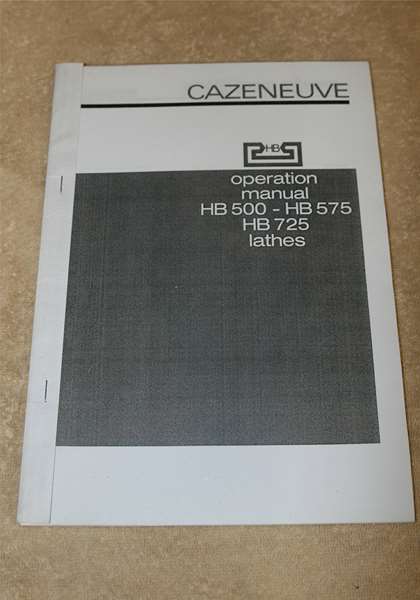 CAZENEUVE
HB
operation
manual
HB 500 - HB 575
HB 725
lathes